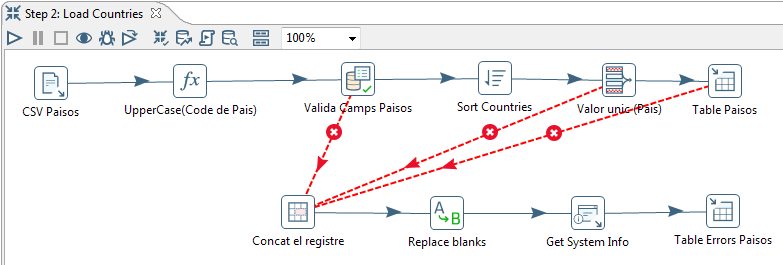 Step 2: Load Countries
100%
CSV Paisos
UpperCase(Code de Pais)
Valida Camps Paisos
Sort Countries
Valor unic (Pais)
Table Paisos
Concat el registre
Replace blanks
Get System Info
Table Errors Paisos
fx
A
B